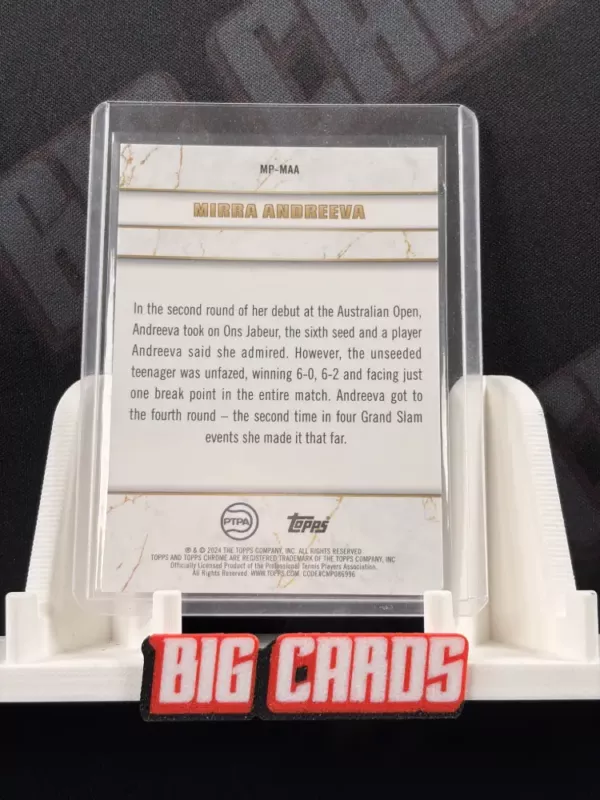 MP-MAA
MIRRA ANDREEVA
In the second round of her debut at the Australian Open,
Andreeva took on Ons Jabeur, the sixth seed and a player
Andreeva said she admired. However, the unseeded
teenager was unfazed, winning 6-0, 6-2 and facing just
one break point in the entire match. Andreeva got to
the fourth round – the second time in four Grand Slam
events she made it that far.
PTPA
topps
® & © 2024 THE TOPPS COMPANY, INC. ALL RIGHTS RESERVED
TOPPS AND TOPPS CHROME ARE REGISTERED TRADEMARK OF THE TOPPS COMPANY, INC
Officially Licensed Product of the Professional Tennis Players Association.
All Rights Reserved. WWW.TOPPS.COM. CODE#CMP086996
BIG CARDS